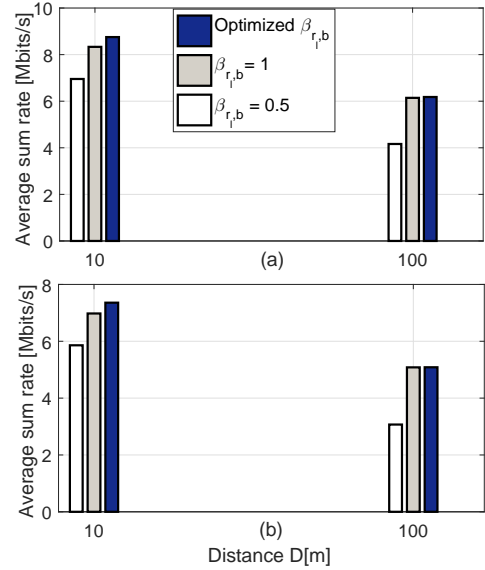 Average sum rate [Mbits/s]
10
8
6
4
2
0
Optimized β_{r_l,b}
β_{r_l,b} = 1
β_{r_l,b} = 0.5
10 (a) 100
Average sum rate [Mbits/s]
8
6
4
2
0
10 (b) 100
Distance D[m]